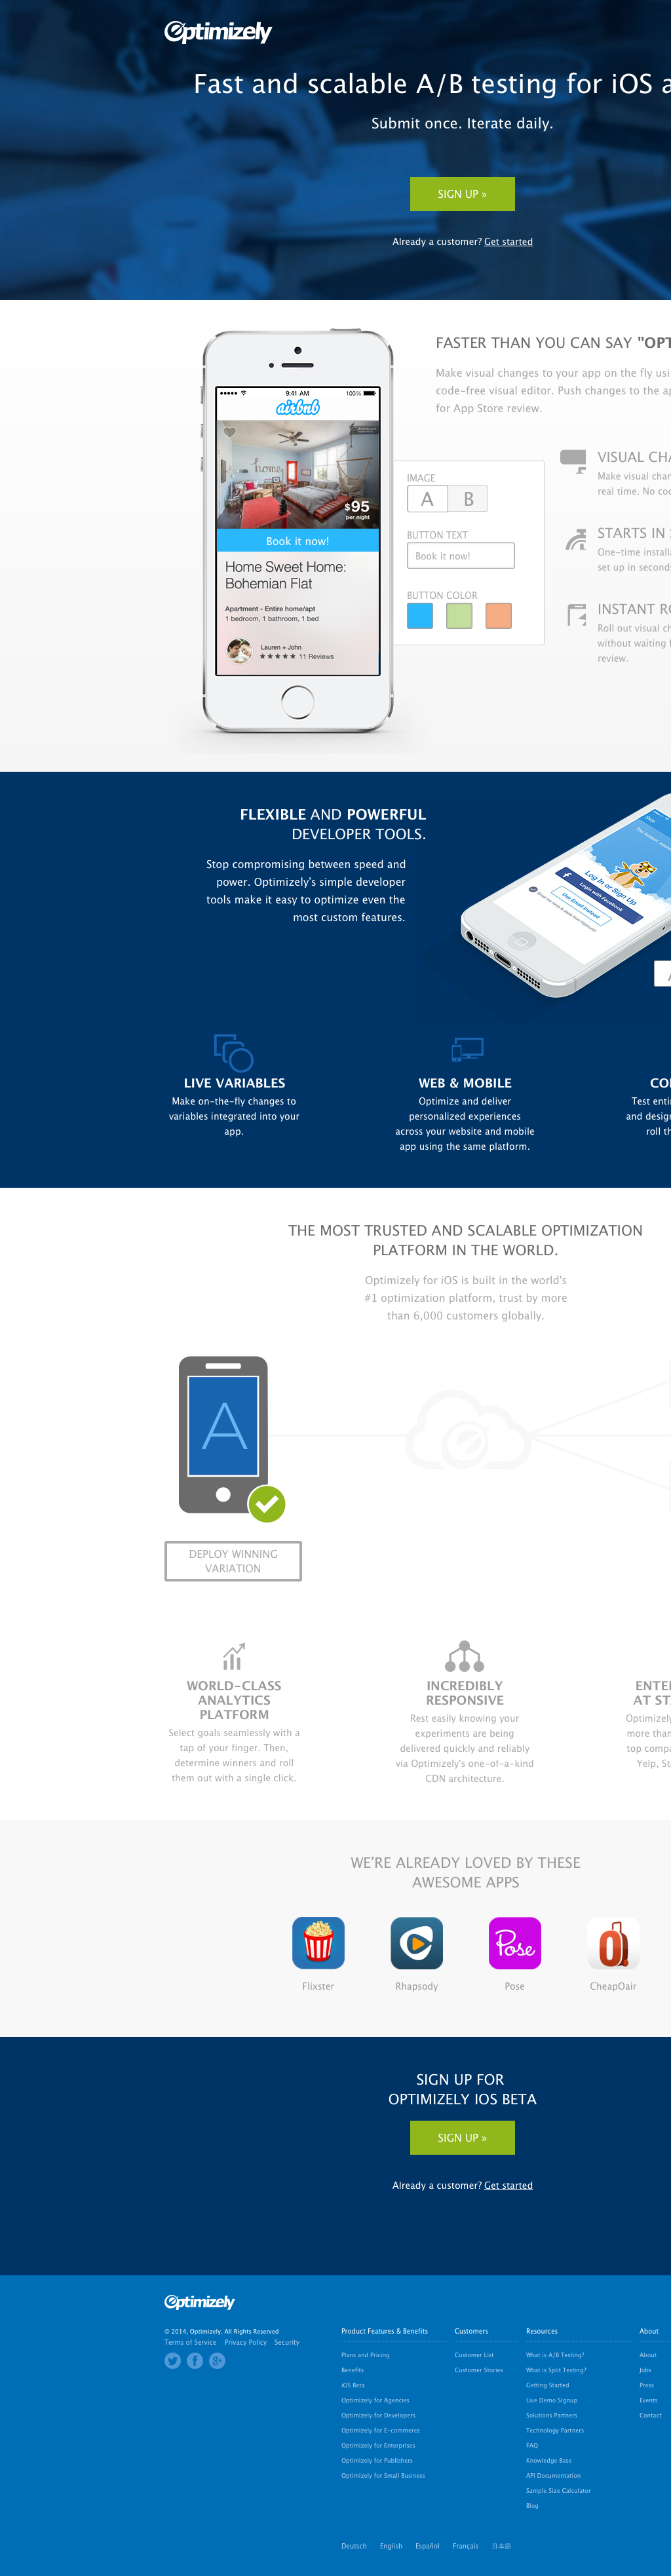 Optimizely
Fast and scalable A/B testing for iOS a
Submit once. Iterate daily.
SIGN UP »
Already a customer? Get started
FASTER THAN YOU CAN SAY "OPT
Make visual changes to your app on the fly usi
code-free visual editor. Push changes to the ap
for App Store review.
9:41 AM
100%
airbnb
home
$95
per night
Book it now!
Home Sweet Home:
Bohemian Flat
Apartment - Entire home/apt
1 bedroom, 1 bathroom, 1 bed
Lauren + John
★★★★★ 11 Reviews
IMAGE
A B
BUTTON TEXT
Book it now!
BUTTON COLOR
VISUAL CHA
Make visual chan
real time. No cod
STARTS IN
One-time install
set up in second
INSTANT RO
Roll out visual ch
without waiting f
review.
FLEXIBLE AND POWERFUL
DEVELOPER TOOLS.
Stop compromising between speed and
power. Optimizely's simple developer
tools make it easy to optimize even the
most custom features.
Skip
Log In or Sign Up
Login with Facebook
Use Email Instead
LIVE VARIABLES
Make on-the-fly changes to
variables integrated into your
app.
WEB & MOBILE
Optimize and deliver
personalized experiences
across your website and mobile
app using the same platform.
CO
Test enti
and design
roll th
THE MOST TRUSTED AND SCALABLE OPTIMIZATION
PLATFORM IN THE WORLD.
Optimizely for iOS is built in the world's
#1 optimization platform, trust by more
than 6,000 customers globally.
A
DEPLOY WINNING
VARIATION
WORLD-CLASS
ANALYTICS
PLATFORM
Select goals seamlessly with a
tap of your finger. Then,
determine winners and roll
them out with a single click.
INCREDIBLY
RESPONSIVE
Rest easily knowing your
experiments are being
delivered quickly and reliably
via Optimizely's one-of-a-kind
CDN architecture.
ENTE
AT ST
Optimizely
more than
top compa
Yelp, St
WE'RE ALREADY LOVED BY THESE
AWESOME APPS
Pose
Flixster
Rhapsody
Pose
CheapOair
SIGN UP FOR
OPTIMIZELY IOS BETA
SIGN UP »
Already a customer? Get started
Optimizely
© 2014, Optimizely. All Rights Reserved
Terms of Service Privacy Policy Security
Product Features & Benefits
Plans and Pricing
Benefits
iOS Beta
Optimizely for Agencies
Optimizely for Developers
Optimizely for E-commerce
Optimizely for Enterprises
Optimizely for Publishers
Optimizely for Small Business
Customers
Customer List
Customer Stories
Resources
What is A/B Testing?
What is Split Testing?
Getting Started
Live Demo Signup
Solutions Partners
Technology Partners
FAQ
Knowledge Base
API Documentation
Sample Size Calculator
Blog
About
About
Jobs
Press
Events
Contact
Deutsch English Español Français 日本語